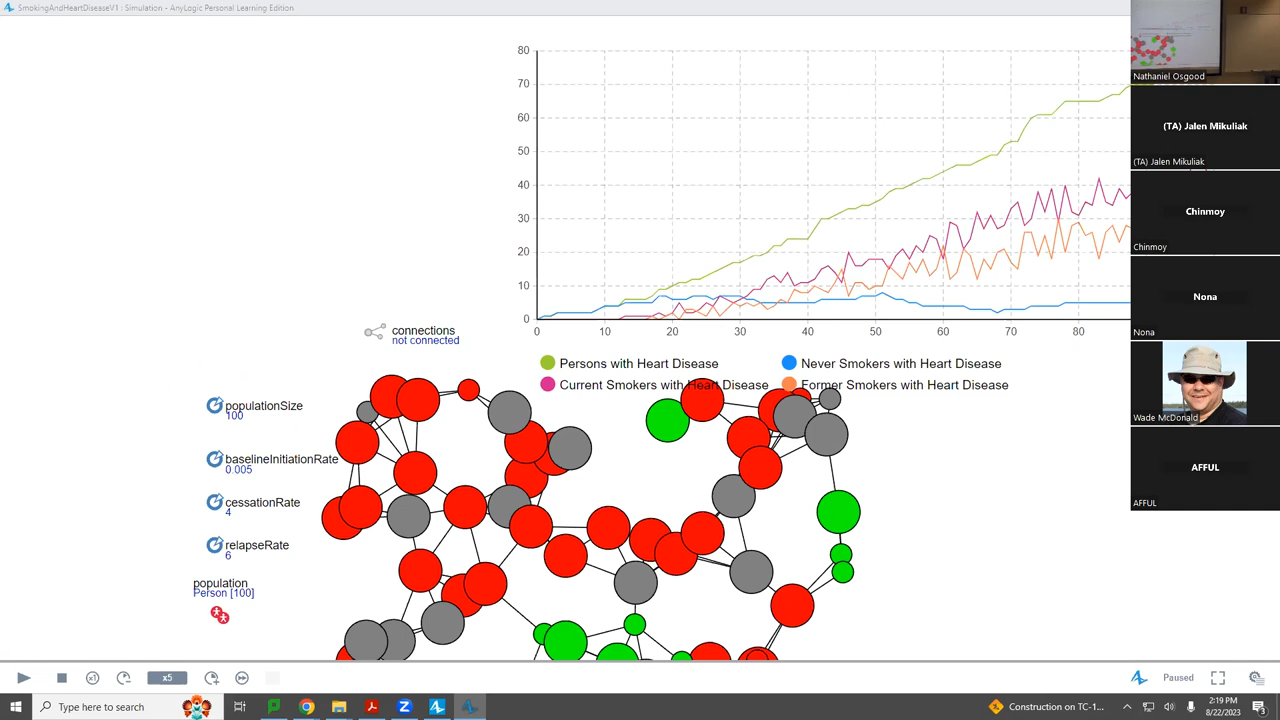 SmokingAndHeartDiseaseV1 : Simulation - AnyLogic Personal Learning Edition
80
70
60
50
40
30
20
10
0
0 10 20 30 40 50 60 70 80
Persons with Heart Disease
Never Smokers with Heart Disease
Current Smokers with Heart Disease
Former Smokers with Heart Disease
connections
not connected
populationSize
100
baselineInitiationRate
0.005
cessationRate
4
relapseRate
6
population
Person [100]
Nathaniel Osgood
(TA) Jalen Mikuliak
(TA) Jalen Mikuliak
Chinmoy
Chinmoy
Nona
Nona
Wade McDonald
AFFUL
AFFUL
x1
x5
Paused
Type here to search
Construction on TC-1...
2:19 PM
8/22/2023
3